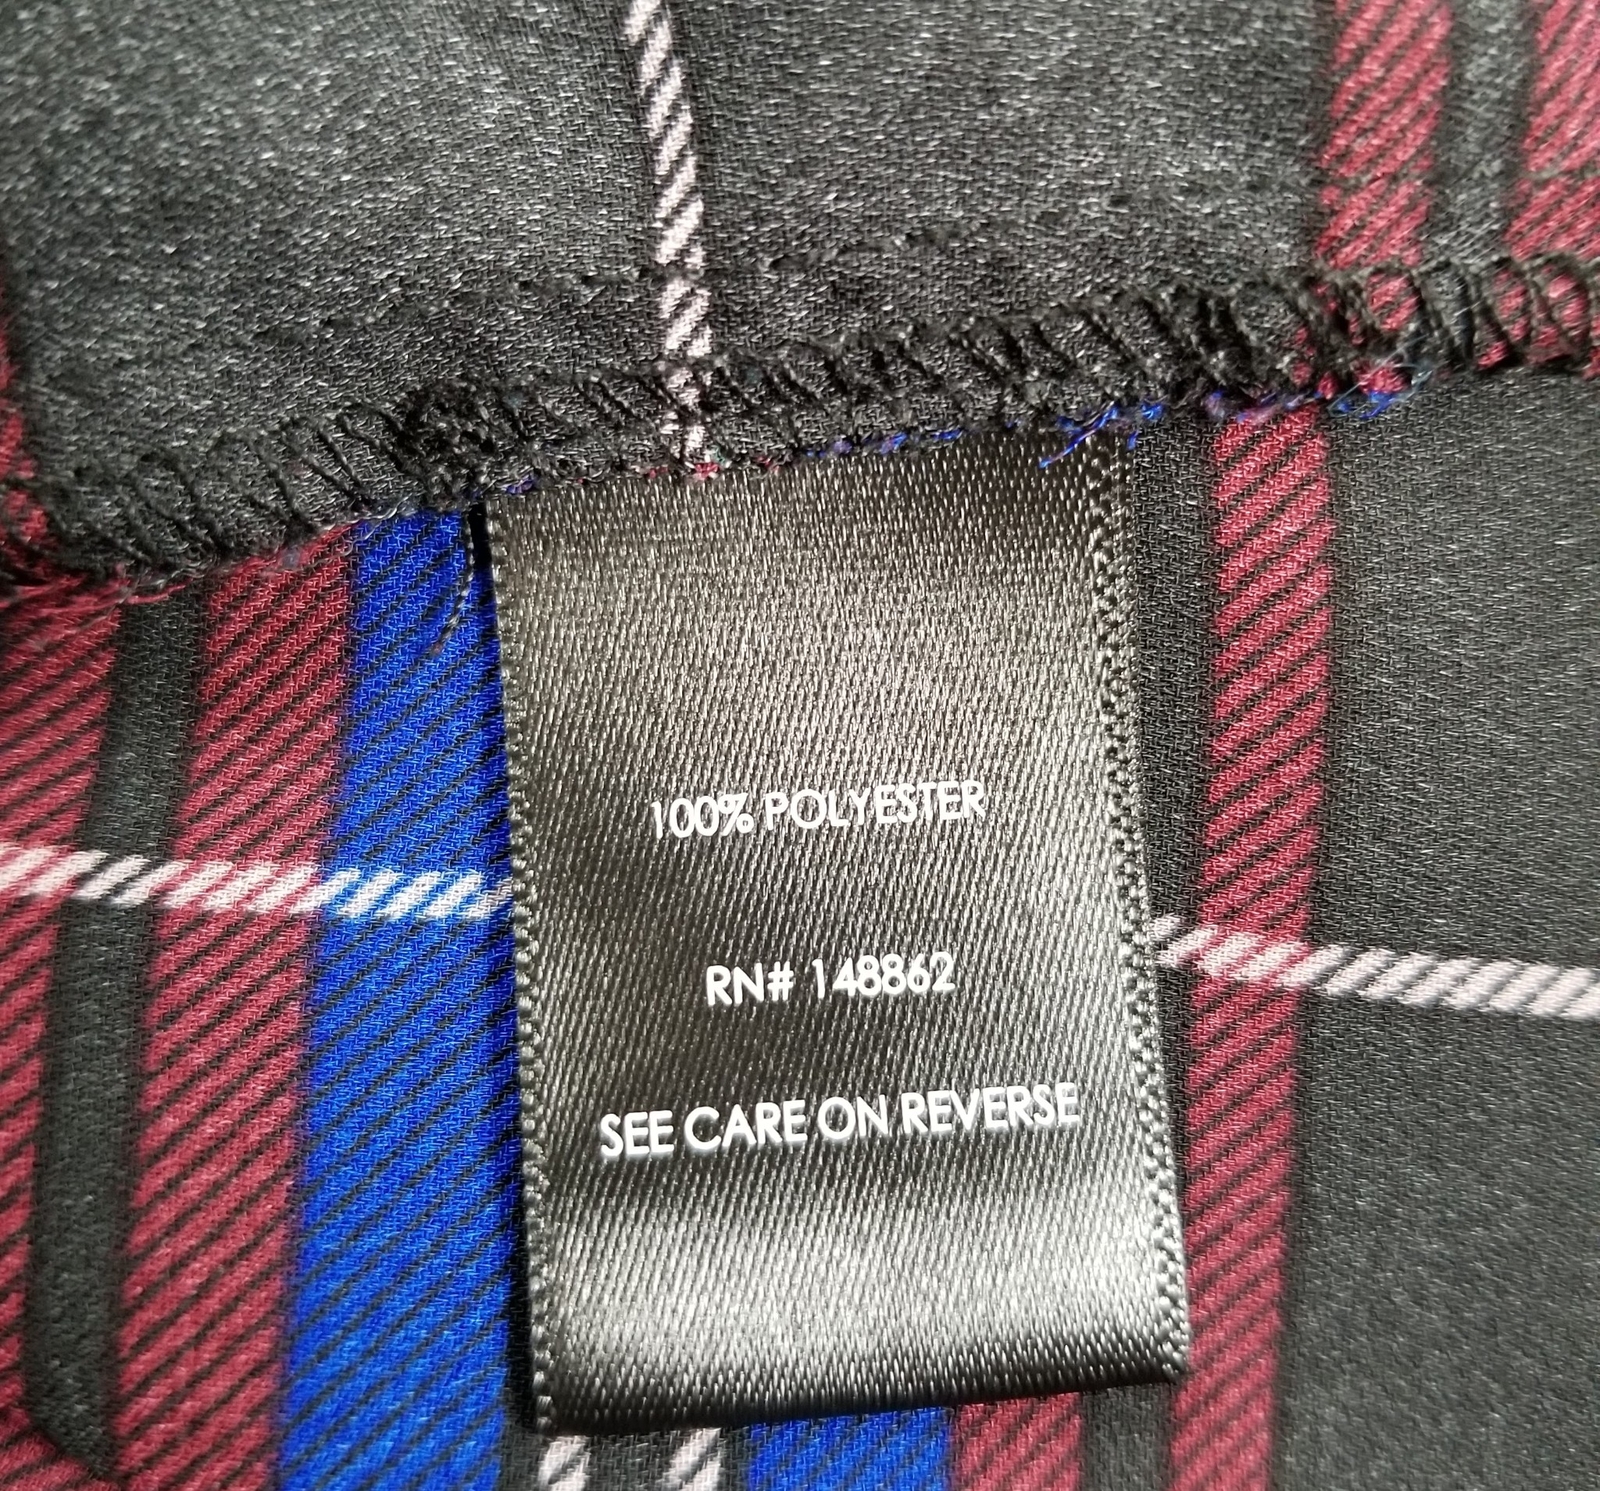 100% POLYESTER
RN# 148862
SEE CARE ON REVERSE